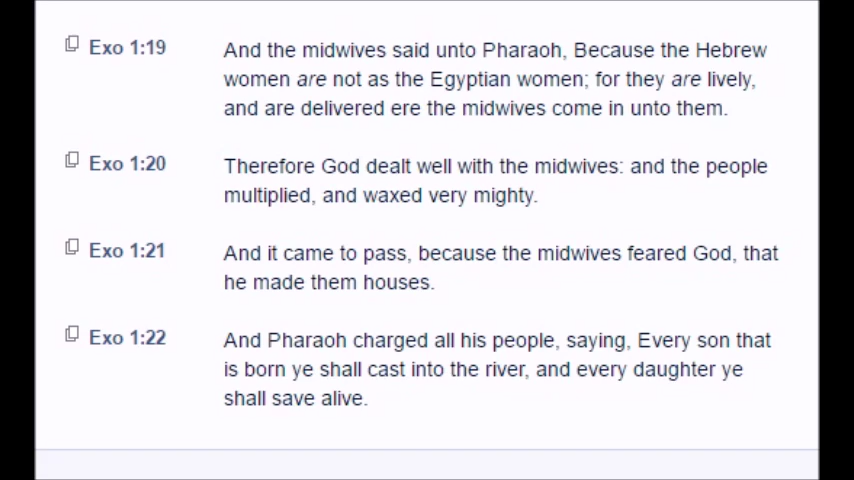 Exo 1:19 And the midwives said unto Pharaoh, Because the Hebrew
women are not as the Egyptian women; for they are lively,
and are delivered ere the midwives come in unto them.
Exo 1:20 Therefore God dealt well with the midwives: and the people
multiplied, and waxed very mighty.
Exo 1:21 And it came to pass, because the midwives feared God, that
he made them houses.
Exo 1:22 And Pharaoh charged all his people, saying, Every son that
is born ye shall cast into the river, and every daughter ye
shall save alive.